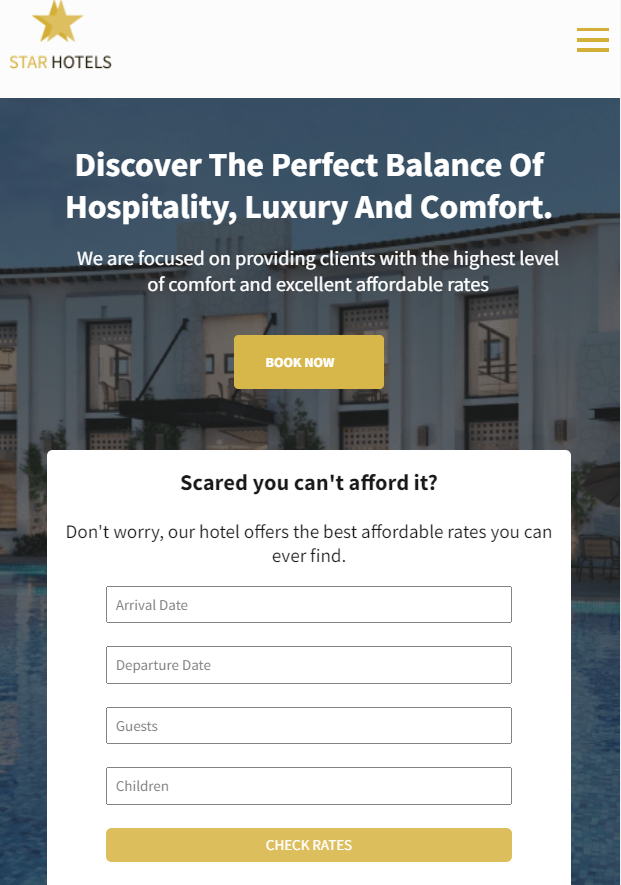 STAR HOTELS
Discover The Perfect Balance Of
Hospitality, Luxury And Comfort.
We are focused on providing clients with the highest level
of comfort and excellent affordable rates
BOOK NOW
Scared you can't afford it?
Don't worry, our hotel offers the best affordable rates you can
ever find.
Arrival Date
Departure Date
Guests
Children
CHECK RATES